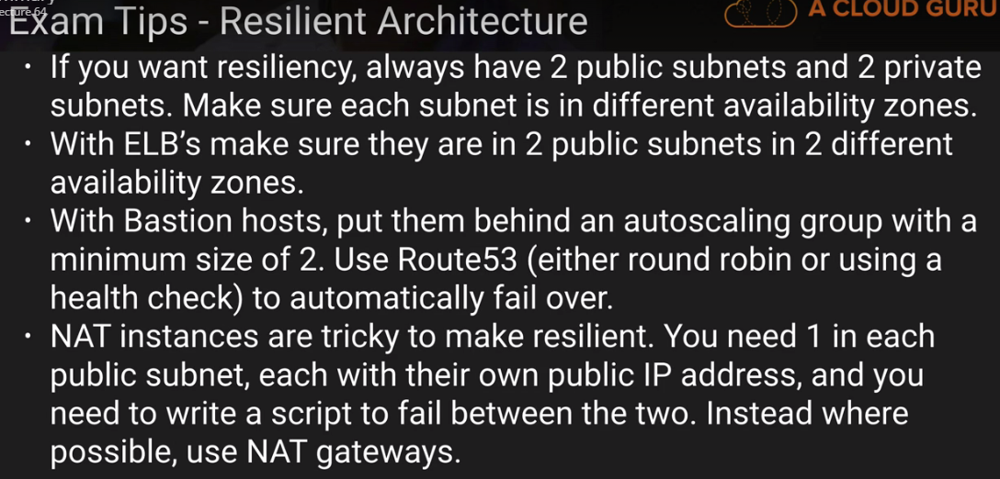 ecture 64
Exam Tips - Resilient Architecture
A CLOUD GURU
• If you want resiliency, always have 2 public subnets and 2 private
subnets. Make sure each subnet is in different availability zones.
• With ELB's make sure they are in 2 public subnets in 2 different
availability zones.
• With Bastion hosts, put them behind an autoscaling group with a
minimum size of 2. Use Route53 (either round robin or using a
health check) to automatically fail over.
• NAT instances are tricky to make resilient. You need 1 in each
public subnet, each with their own public IP address, and you
need to write a script to fail between the two. Instead where
possible, use NAT gateways.